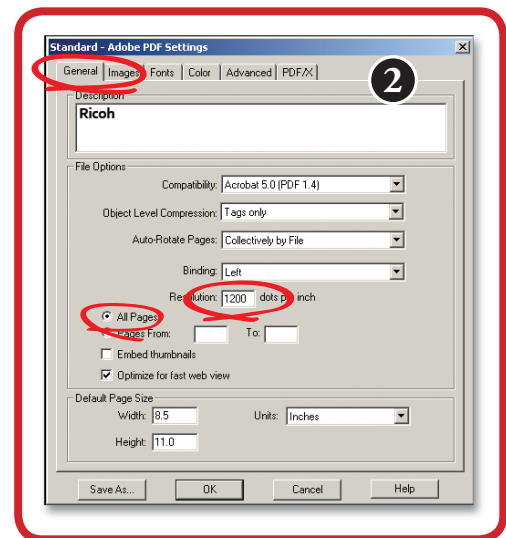 Standard - Adobe PDF Settings
General Images Fonts Color Advanced PDF/X
2
Description
Ricoh
File Options
Compatibility: Acrobat 5.0 (PDF 1.4)
Object Level Compression: Tags only
Auto-Rotate Pages: Collectively by File
Binding: Left
Resolution: 1200 dots per inch
All Pages
Pages From: To:
Embed thumbnails
Optimize for fast web view
Default Page Size
Width: 8.5 Units: Inches
Height: 11.0
Save As... OK Cancel Help